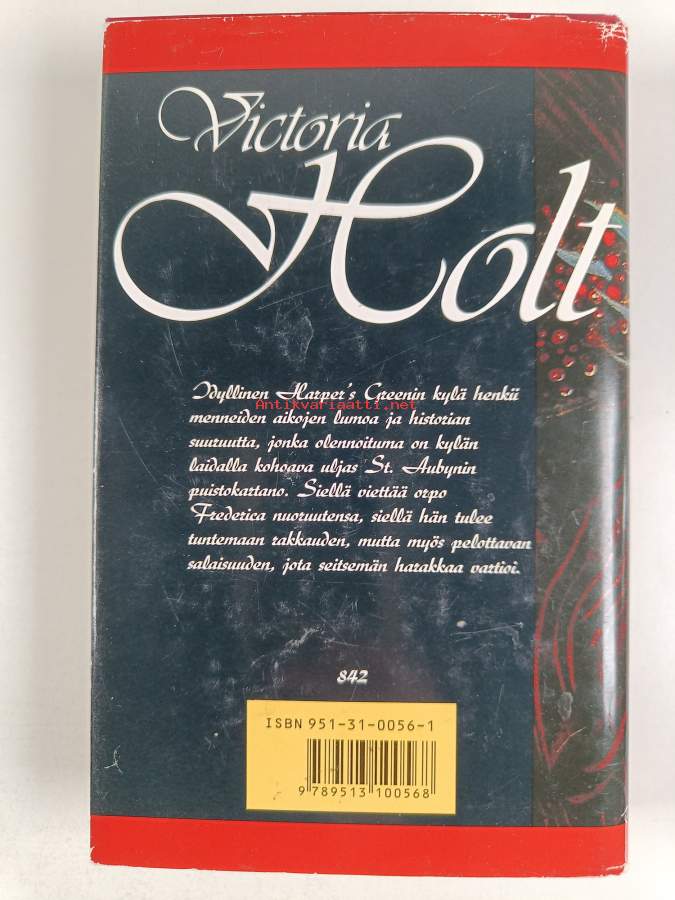 Victoria
Holt
Idyllinen Harper's Greenin kylä henkii
Antikvariaatti.net
menneiden aikojen lumoa ja historian
suuruutta, jonka olennoituma on kylän
laidalla kohoava uljas St. Aubynin
puistokartano. Siellä viettää orpo
Frederica nuoruutensa, siellä hän tulee
tuntemaan rakkauden, mutta myös pelottavan
salaisuuden, jota seitsemän harakkaa vartioi.
842
ISBN 951-31-0056-1
9 789513 100568